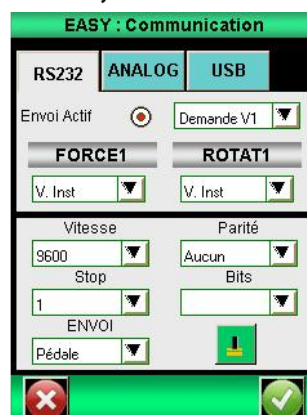 EASY : Communication
RS232 ANALOG USB
Envoi Actif Demande V1
FORCE1 ROTAT1
V. Inst V. Inst
Vitesse Parité
9600 Aucun
Stop Bits
1
ENVOI
Pédale